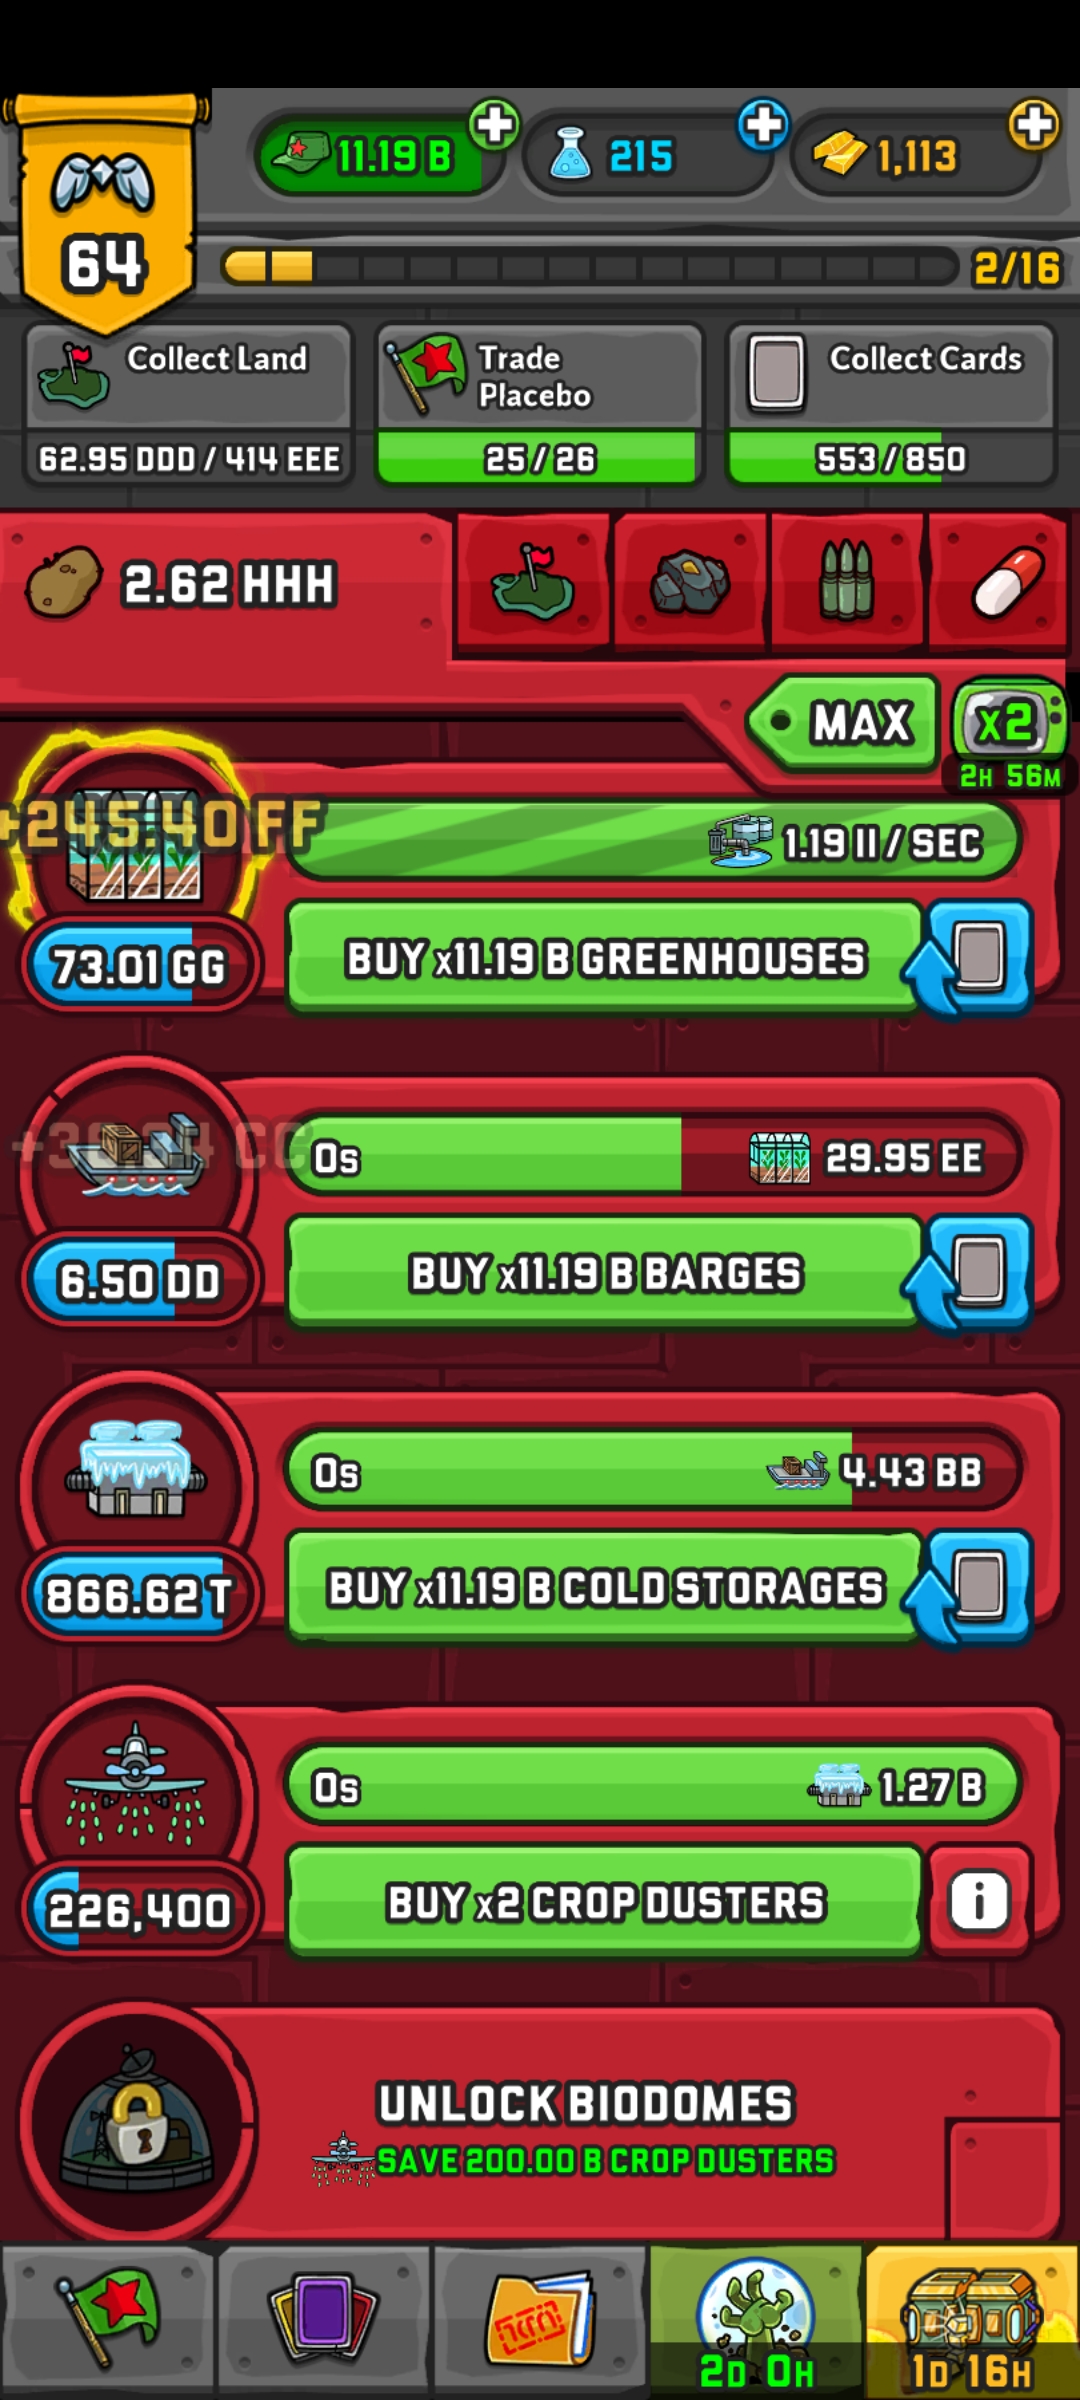 11.19 B
215
1,113
64
2/16
Collect Land
62.95 DDD / 414 EEE
Trade
Placebo
25 / 26
Collect Cards
553 / 850
2.62 HHH
MAX
x2
2H 56M
+245.40 FF
1.19 II / SEC
73.01 GG
BUY x11.19 B GREENHOUSES
0s
29.95 EE
6.50 DD
BUY x11.19 B BARGES
0s
4.43 BB
866.62 T
BUY x11.19 B COLD STORAGES
0s
1.27 B
226,400
BUY x2 CROP DUSTERS
i
UNLOCK BIODOMES
SAVE 200.00 B CROP DUSTERS
2D 0H
1D 16H